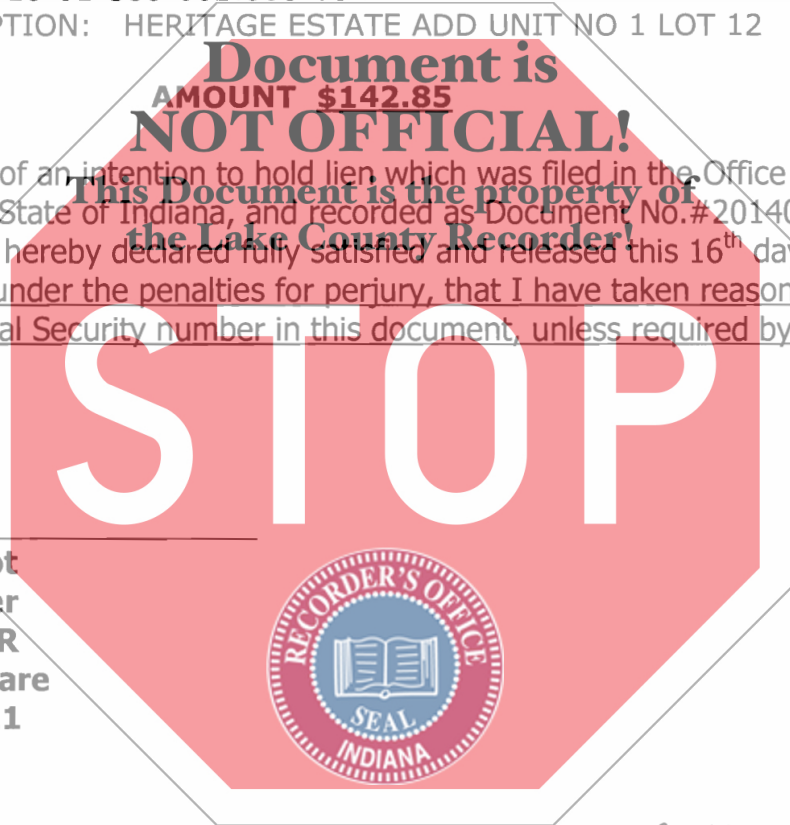 PTION: HERITAGE ESTATE ADD UNIT NO 1 LOT 12
Document is
AMOUNT $142.85
NOT OFFICIAL!
of an intention to hold lien which was filed in the Office
This Document is the property of
State of Indiana, and recorded as Document No.#20140
the Lake County Recorder!
hereby declared fully satisfied and released this 16th day
under the penalties for perjury, that I have taken reason
al Security number in this document, unless required by
STOP
ot
er
R
are
1
RECORDER'S OFFICE
SEAL
INDIANA